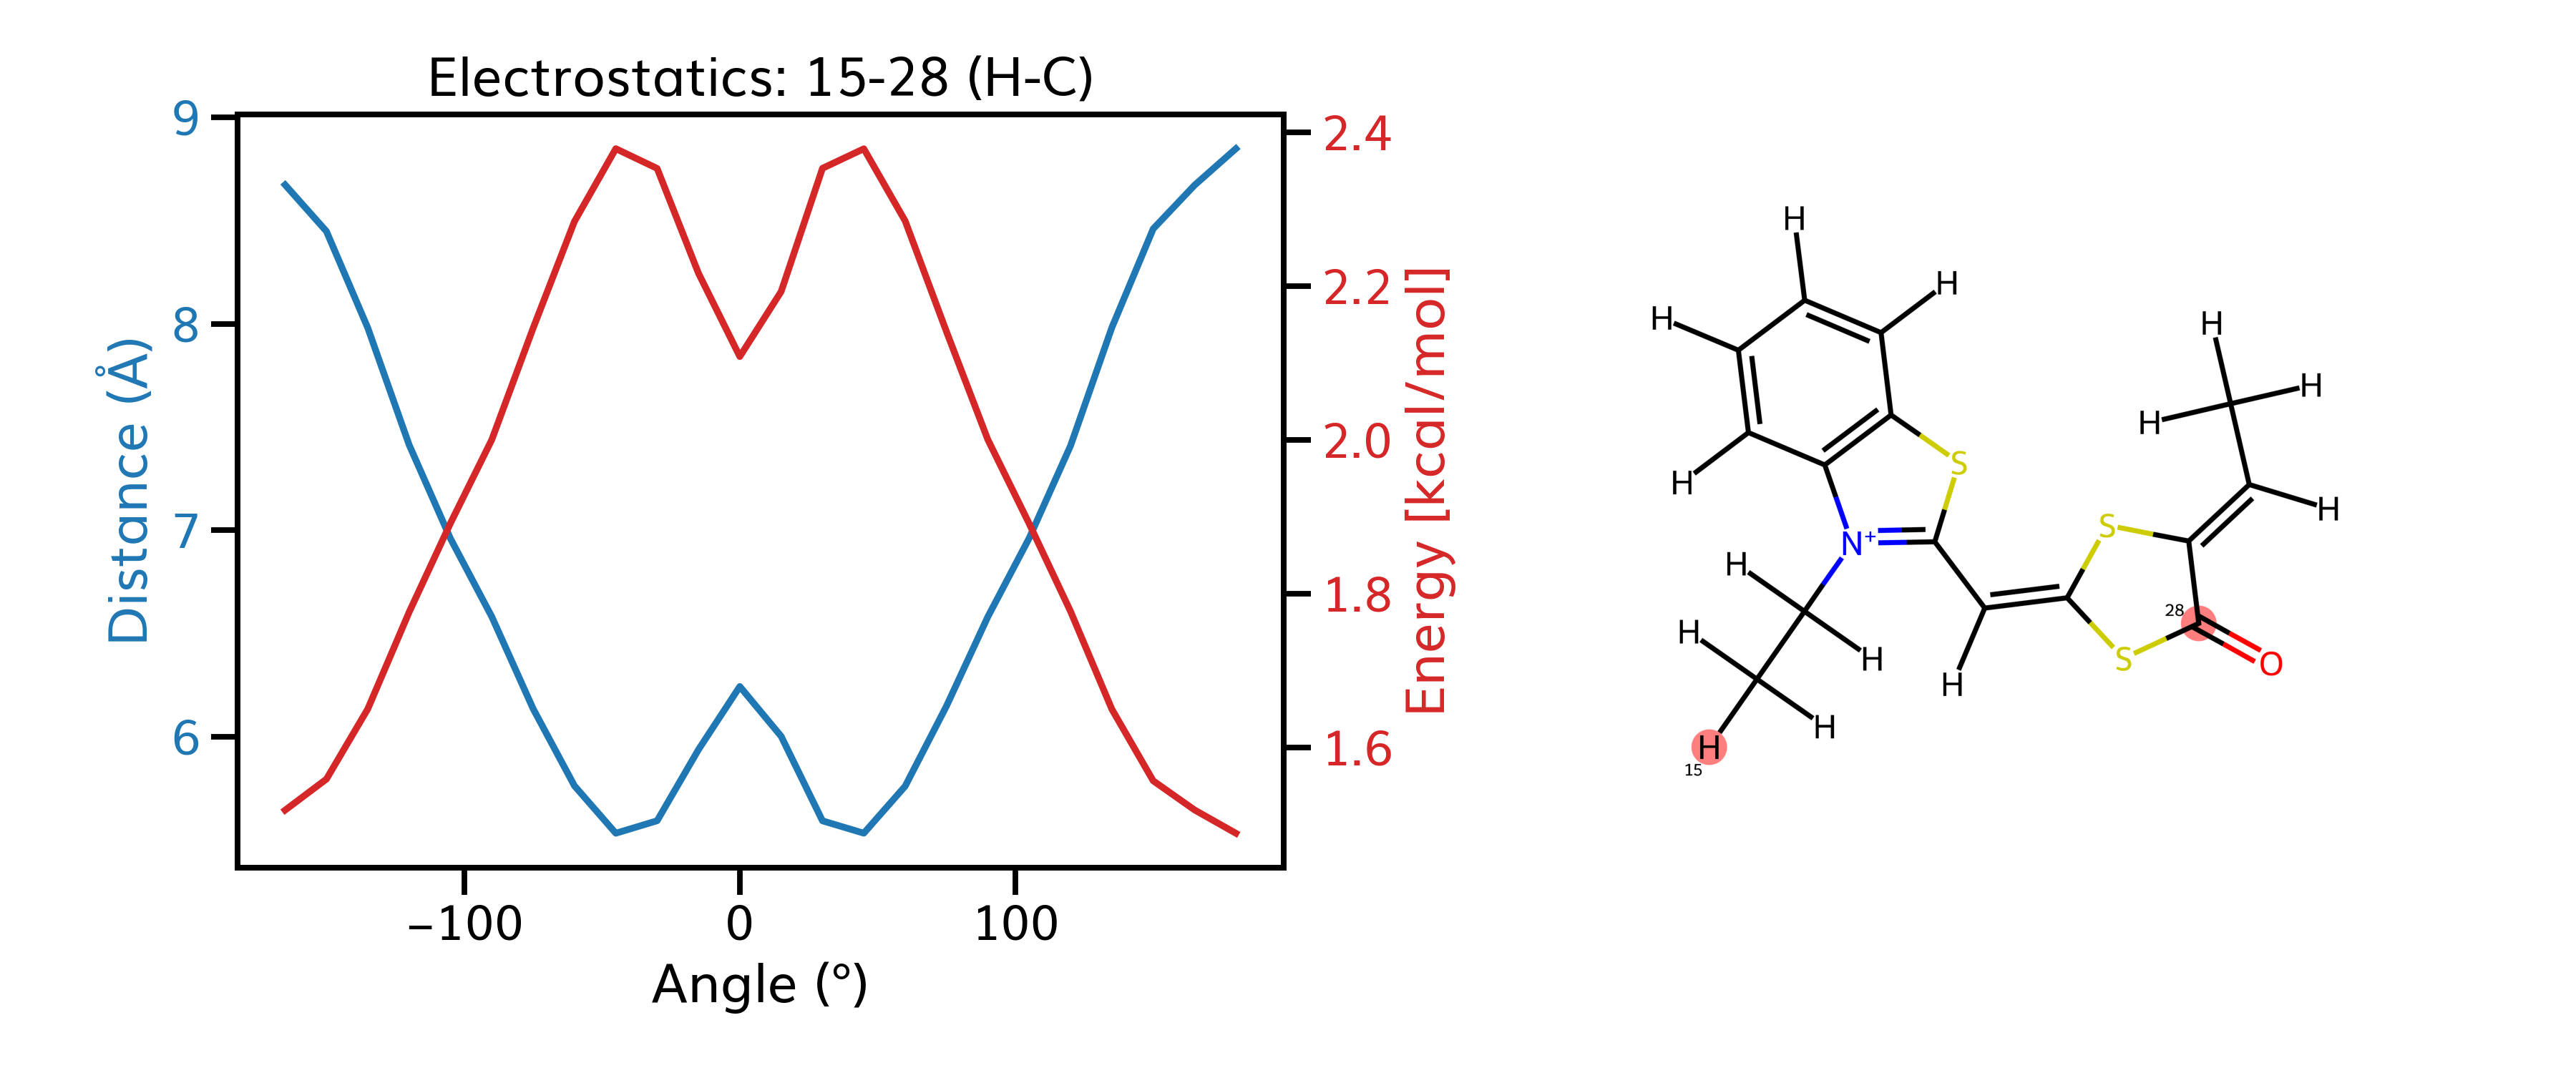 Electrostatics: 15-28 (H-C)
9
8
7
6
Distance (Å)
2.4
2.2
2.0
1.8
1.6
Energy [kcal/mol]
−100 0 100
Angle (°)
H
H
H
H
H
H
H
H
S
H
H
S
N⁺
H
28
H
H
S
O
H
H
H
15